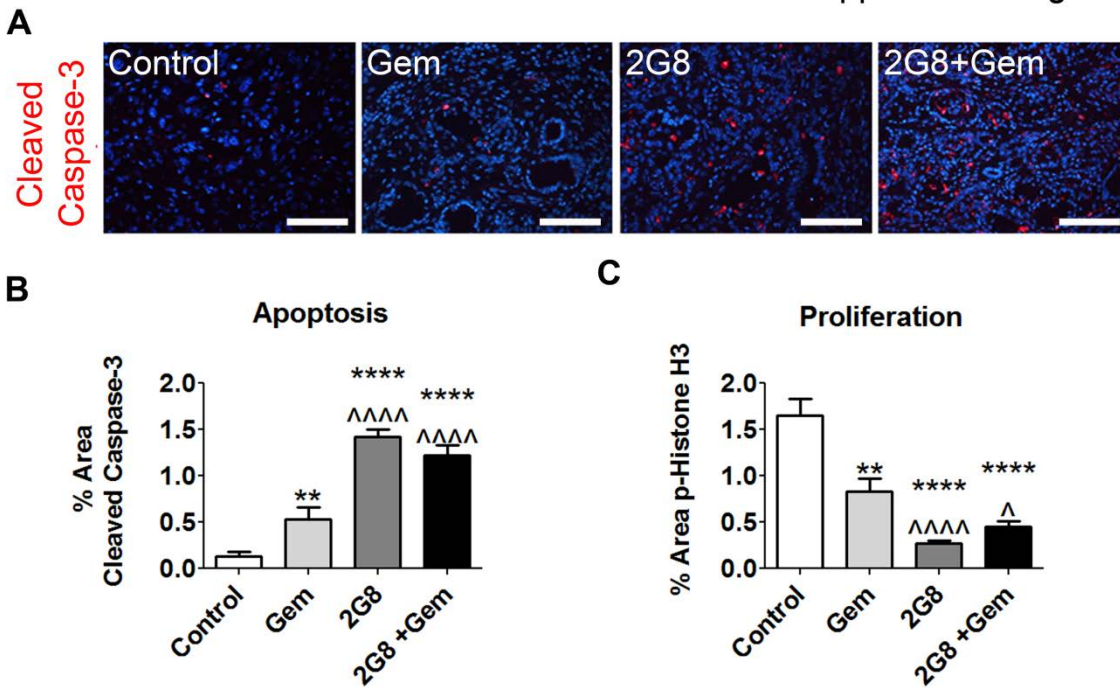 A
Cleaved
Caspase-3
Control
Gem
2G8
2G8+Gem
B
Apoptosis
% Area
Cleaved Caspase-3
2.0
1.5
1.0
0.5
0.0
**
****
^^^^
****
^^^^
Control
Gem
2G8
2G8 +Gem
C
Proliferation
% Area p-Histone H3
2.0
1.5
1.0
0.5
0.0
**
****
^^^^
****
^
Control
Gem
2G8
2G8 +Gem